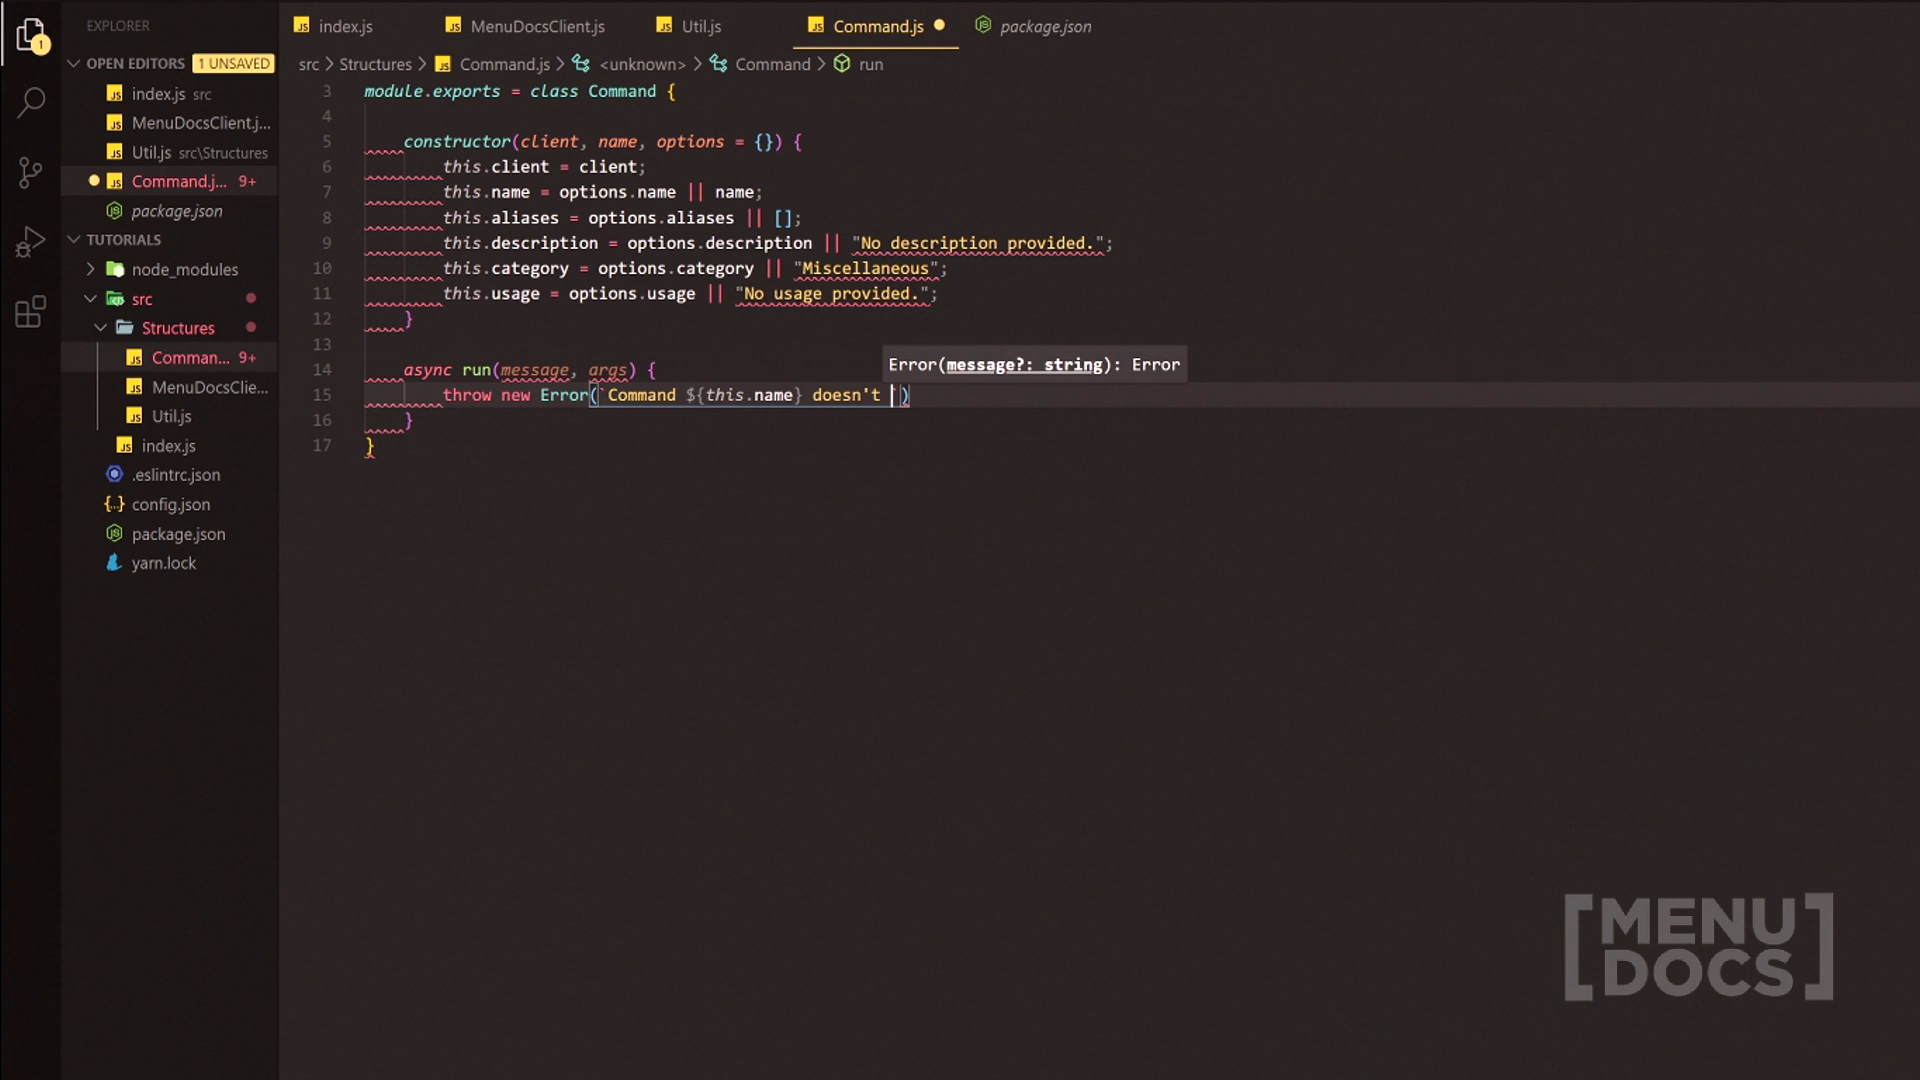 EXPLORER
OPEN EDITORS 1 UNSAVED
index.js src
MenuDocsClient.j...
Util.js src\Structures
Command.j... 9+
package.json
TUTORIALS
node_modules
src
Structures
Comman... 9+
MenuDocsClie...
Util.js
index.js
.eslintrc.json
config.json
package.json
yarn.lock
1
index.js MenuDocsClient.js Util.js Command.js package.json
src > Structures > Command.js > <unknown> > Command > run
3 module.exports = class Command {
4
5 constructor(client, name, options = {}) {
6 this.client = client;
7 this.name = options.name || name;
8 this.aliases = options.aliases || [];
9 this.description = options.description || "No description provided.";
10 this.category = options.category || "Miscellaneous";
11 this.usage = options.usage || "No usage provided.";
12 }
13
Error(message?: string): Error
14 async run(message, args) {
15 throw new Error(`Command ${this.name} doesn't `)
16 }
17 }
[MENU
DOCS]